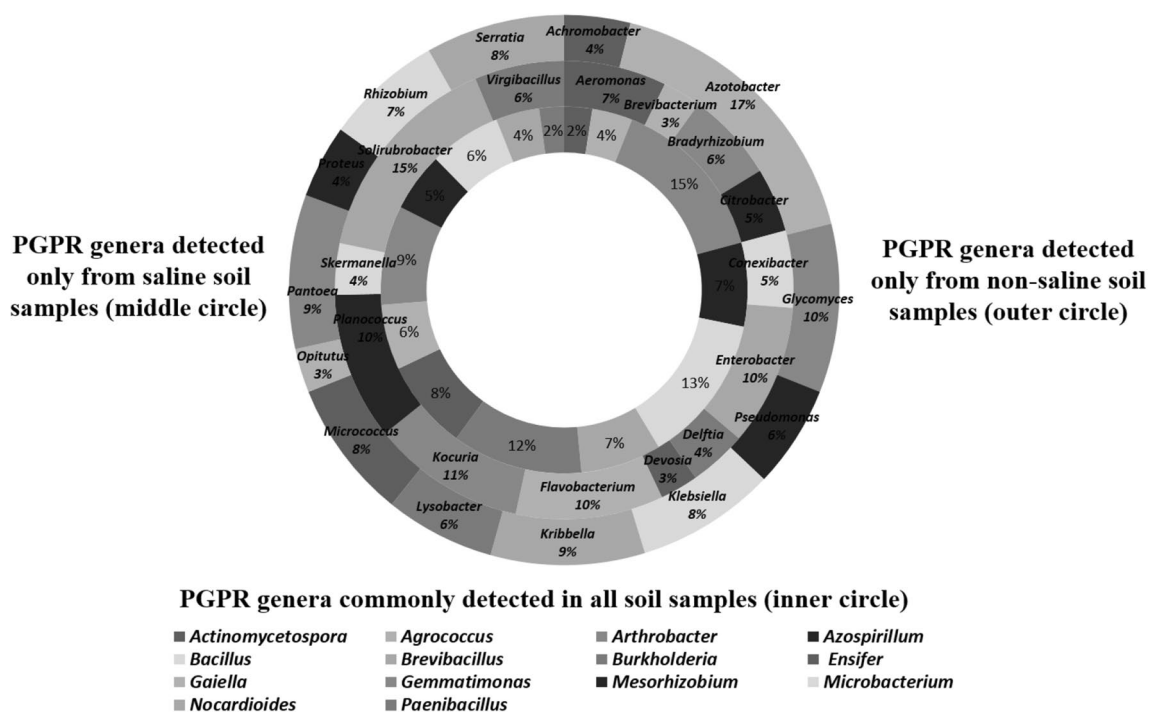 Achromobacter
4%
Azotobacter
17%
Glycomyces
10%
Pseudomonas
6%
Klebsiella
8%
Kribbella
9%
Lysobacter
6%
Micrococcus
8%
Opitutus
3%
Pantoea
9%
Proteus
4%
Rhizobium
7%
Serratia
8%
Aeromonas
7%
Brevibacterium
3%
Bradyrhizobium
6%
Citrobacter
5%
Conexibacter
5%
Enterobacter
10%
Delftia
4%
Devosia
3%
Flavobacterium
10%
Kocuria
11%
Planococcus
10%
Skermanella
4%
Solirubrobacter
15%
Virgibacillus
6%
2%
4%
15%
7%
13%
7%
12%
8%
6%
9%
5%
6%
4%
2%
PGPR genera detected
only from saline soil
samples (middle circle)
PGPR genera detected
only from non-saline soil
samples (outer circle)
PGPR genera commonly detected in all soil samples (inner circle)
Actinomycetospora Agrococcus Arthrobacter Azospirillum
Bacillus Brevibacillus Burkholderia Ensifer
Gaiella Gemmatimonas Mesorhizobium Microbacterium
Nocardioides Paenibacillus